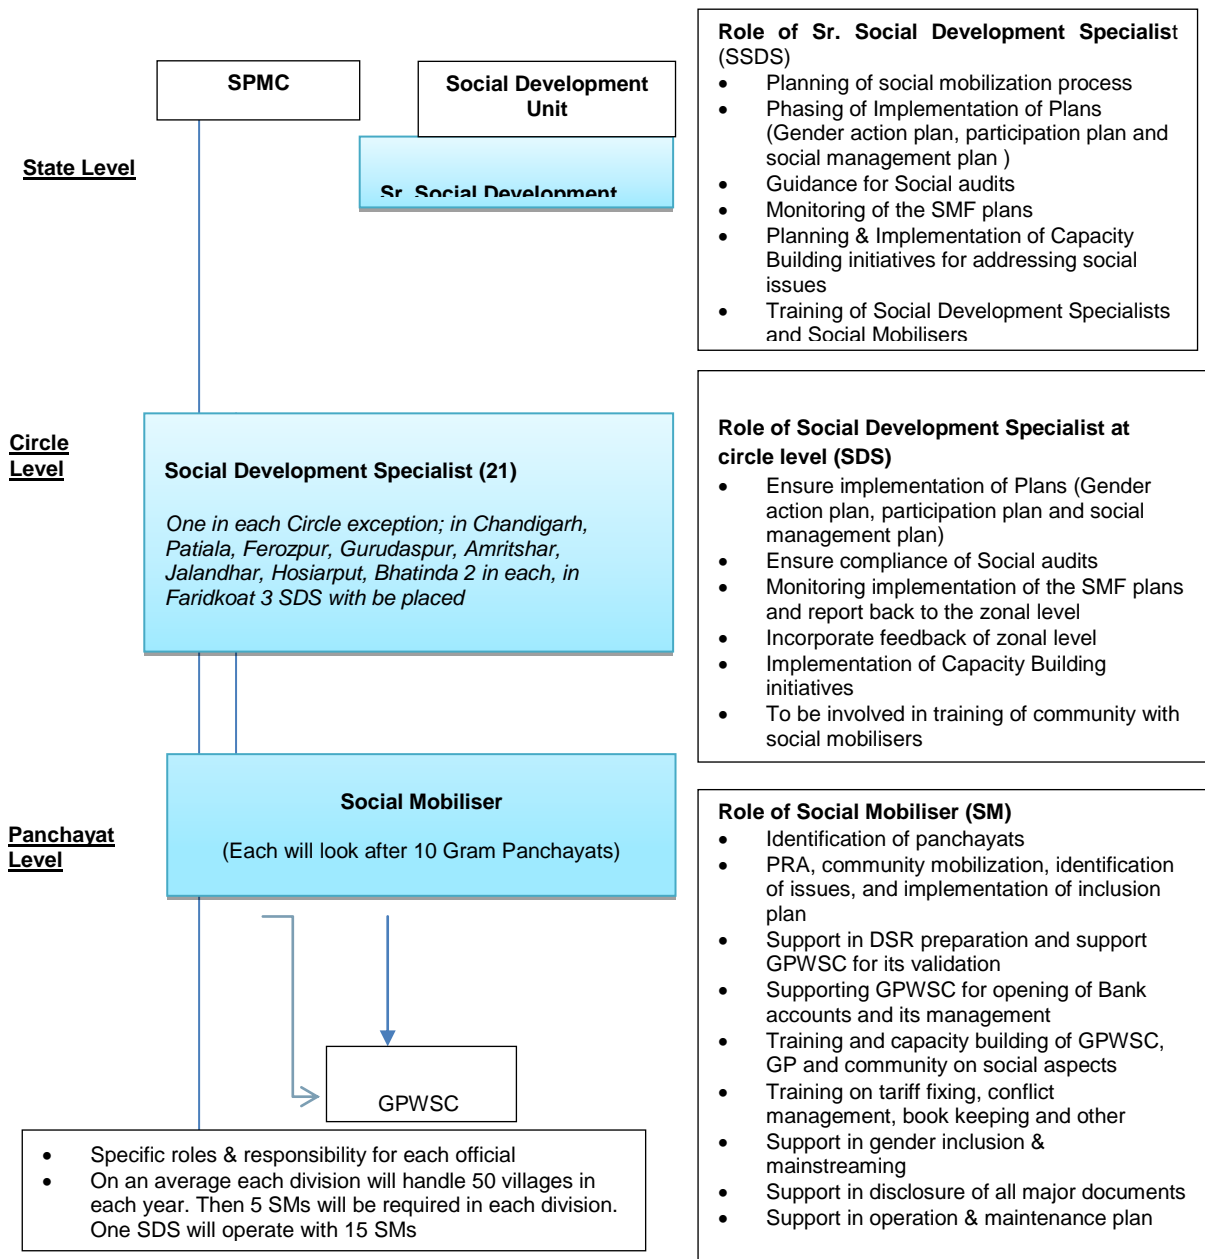 SPMC
Social Development
Unit
State Level
Sr. Social Development
Role of Sr. Social Development Specialist
(SSDS)
• Planning of social mobilization process
• Phasing of Implementation of Plans
(Gender action plan, participation plan and
social management plan )
• Guidance for Social audits
• Monitoring of the SMF plans
• Planning & Implementation of Capacity
Building initiatives for addressing social
issues
• Training of Social Development Specialists
and Social Mobilisers
Circle
Level
Social Development Specialist (21)
One in each Circle exception; in Chandigarh,
Patiala, Ferozpur, Gurudaspur, Amritshar,
Jalandhar, Hosiarput, Bhatinda 2 in each, in
Faridkoat 3 SDS with be placed
Role of Social Development Specialist at
circle level (SDS)
• Ensure implementation of Plans (Gender
action plan, participation plan and social
management plan)
• Ensure compliance of Social audits
• Monitoring implementation of the SMF plans
and report back to the zonal level
• Incorporate feedback of zonal level
• Implementation of Capacity Building
initiatives
• To be involved in training of community with
social mobilisers
Panchayat
Level
Social Mobiliser
(Each will look after 10 Gram Panchayats)
GPWSC
Role of Social Mobiliser (SM)
• Identification of panchayats
• PRA, community mobilization, identification
of issues, and implementation of inclusion
plan
• Support in DSR preparation and support
GPWSC for its validation
• Supporting GPWSC for opening of Bank
accounts and its management
• Training and capacity building of GPWSC,
GP and community on social aspects
• Training on tariff fixing, conflict
management, book keeping and other
• Support in gender inclusion &
mainstreaming
• Support in disclosure of all major documents
• Support in operation & maintenance plan
• Specific roles & responsibility for each official
• On an average each division will handle 50 villages in
each year. Then 5 SMs will be required in each division.
One SDS will operate with 15 SMs